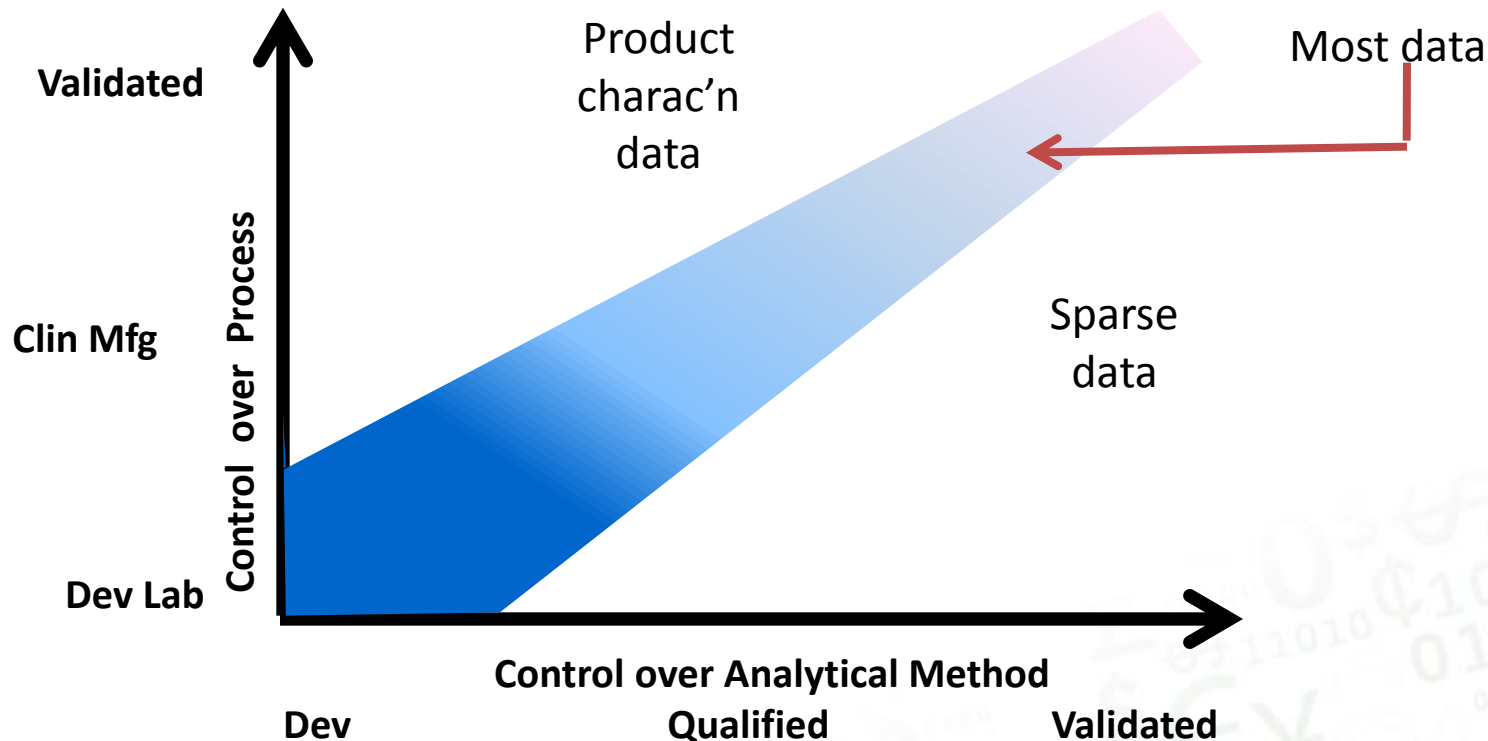 Product
charac’n
data
Most data
Validated
Control over Process
Clin Mfg
Sparse
data
Dev Lab
Control over Analytical Method
Dev
Qualified
Validated